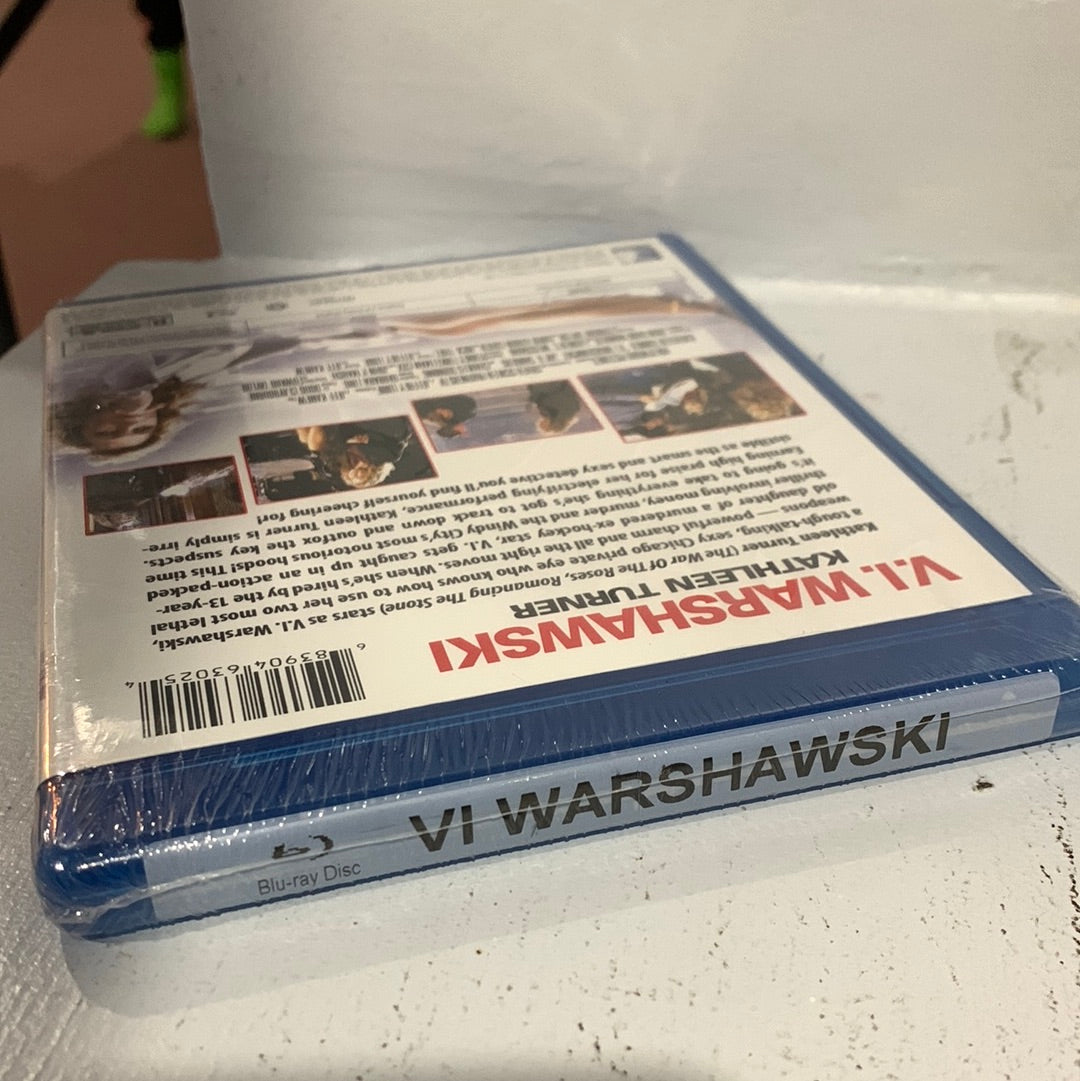 V.I. WARSHAWSKI
KATHLEEN TURNER
Kathleen Turner (The War Of The Roses, Romancing The Stone) stars as V.I. Warshawski,
a tough-talking, sexy Chicago private eye who knows how to use her two most lethal
weapons — powerful charm and all the right moves. When she's hired by the 13-year-
old daughter of a murdered ex-hockey star, V.I. gets caught up in an action-packed
thriller involving money, murder and the Windy City's most notorious hoods! This time
it's going to take everything she's got to track down and outfox the key suspects.
Earning high praise for her electrifying performance, Kathleen Turner is simply irre-
sistible as the smart and sexy detective you'll find yourself cheering for!
6 83904 63025 4
VI WARSHAWSKI
Blu-ray Disc